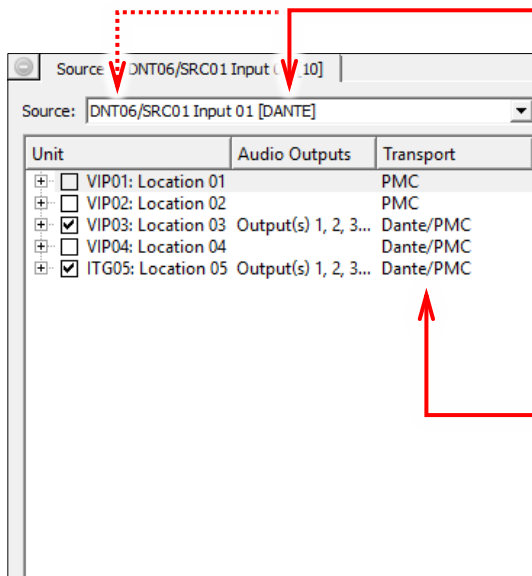 Source DNT06/SRC01 Input 10]
Source: DNT06/SRC01 Input 01 [DANTE]
Unit Audio Outputs Transport
VIP01: Location 01 PMC
VIP02: Location 02 PMC
VIP03: Location 03 Output(s) 1, 2, 3... Dante/PMC
VIP04: Location 04 Dante/PMC
ITG05: Location 05 Output(s) 1, 2, 3... Dante/PMC